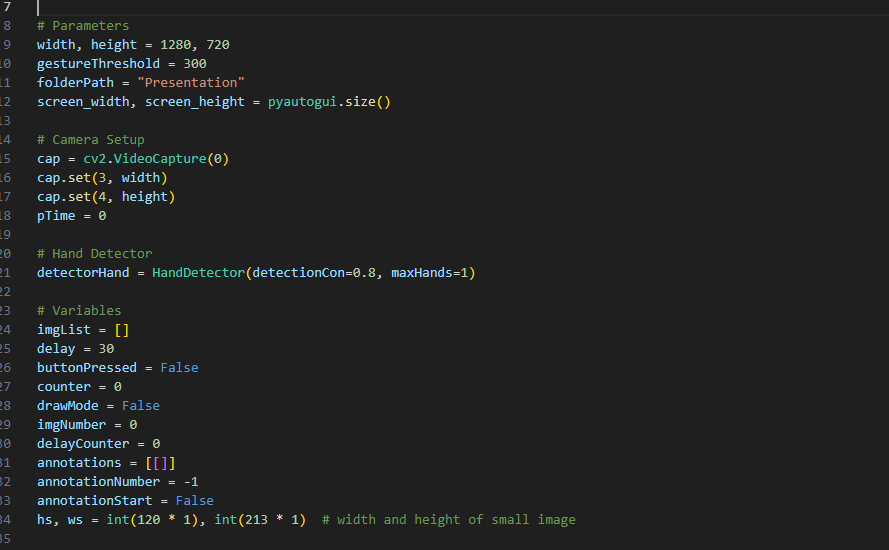 7
8 # Parameters
9 width, height = 1280, 720
10 gestureThreshold = 300
11 folderPath = "Presentation"
12 screen_width, screen_height = pyautogui.size()
13
14 # Camera Setup
15 cap = cv2.VideoCapture(0)
16 cap.set(3, width)
17 cap.set(4, height)
18 pTime = 0
19
20 # Hand Detector
21 detectorHand = HandDetector(detectionCon=0.8, maxHands=1)
22
23 # Variables
24 imgList = []
25 delay = 30
26 buttonPressed = False
27 counter = 0
28 drawMode = False
29 imgNumber = 0
30 delayCounter = 0
31 annotations = [[]]
32 annotationNumber = -1
33 annotationStart = False
34 hs, ws = int(120 * 1), int(213 * 1)  # width and height of small image
35